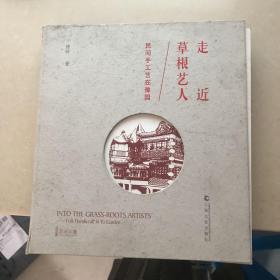 走近
草根艺人
民间手工艺在豫园
INTO THE GRASS-ROOTS ARTISTS
—Folk Handicraft in Yu Garden